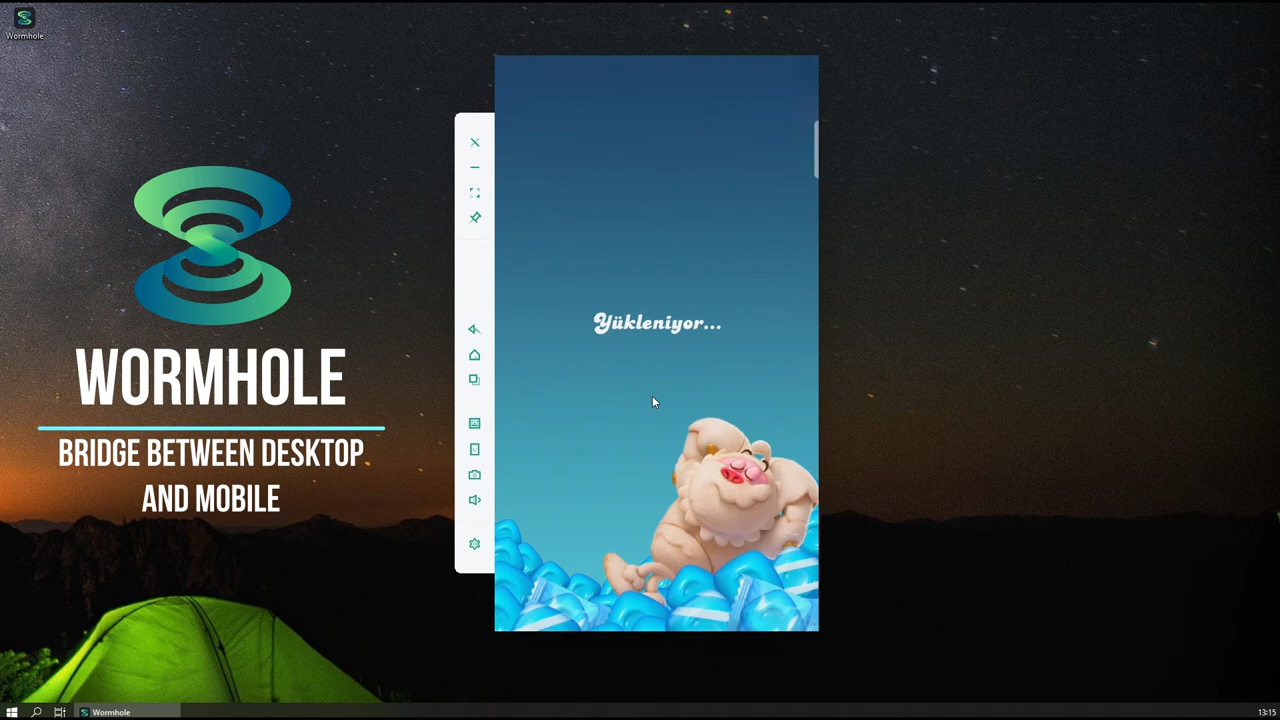 Wormhole
WORMHOLE
BRIDGE BETWEEN DESKTOP
AND MOBILE
Yükleniyor...
Wormhole
13:15